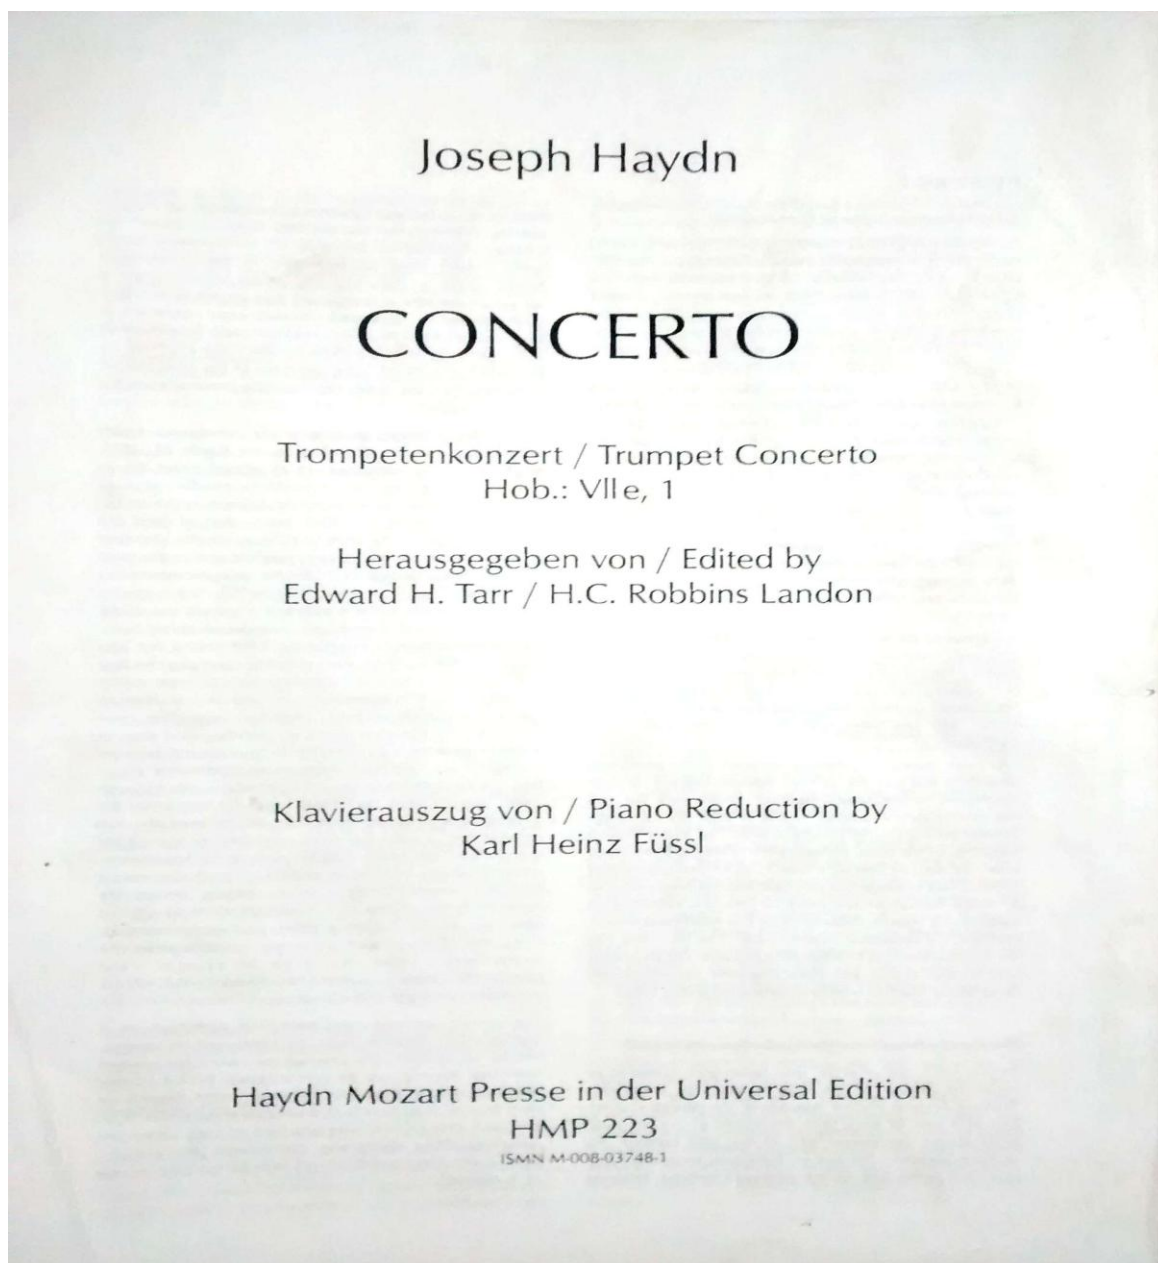 Joseph Haydn
CONCERTO
Trompetenkonzert / Trumpet Concerto
Hob.: VIIe, 1
Herausgegeben von / Edited by
Edward H. Tarr / H.C. Robbins Landon
Klavierauszug von / Piano Reduction by
Karl Heinz Füssl
Haydn Mozart Presse in der Universal Edition
HMP 223
ISMN M-008-03748-1